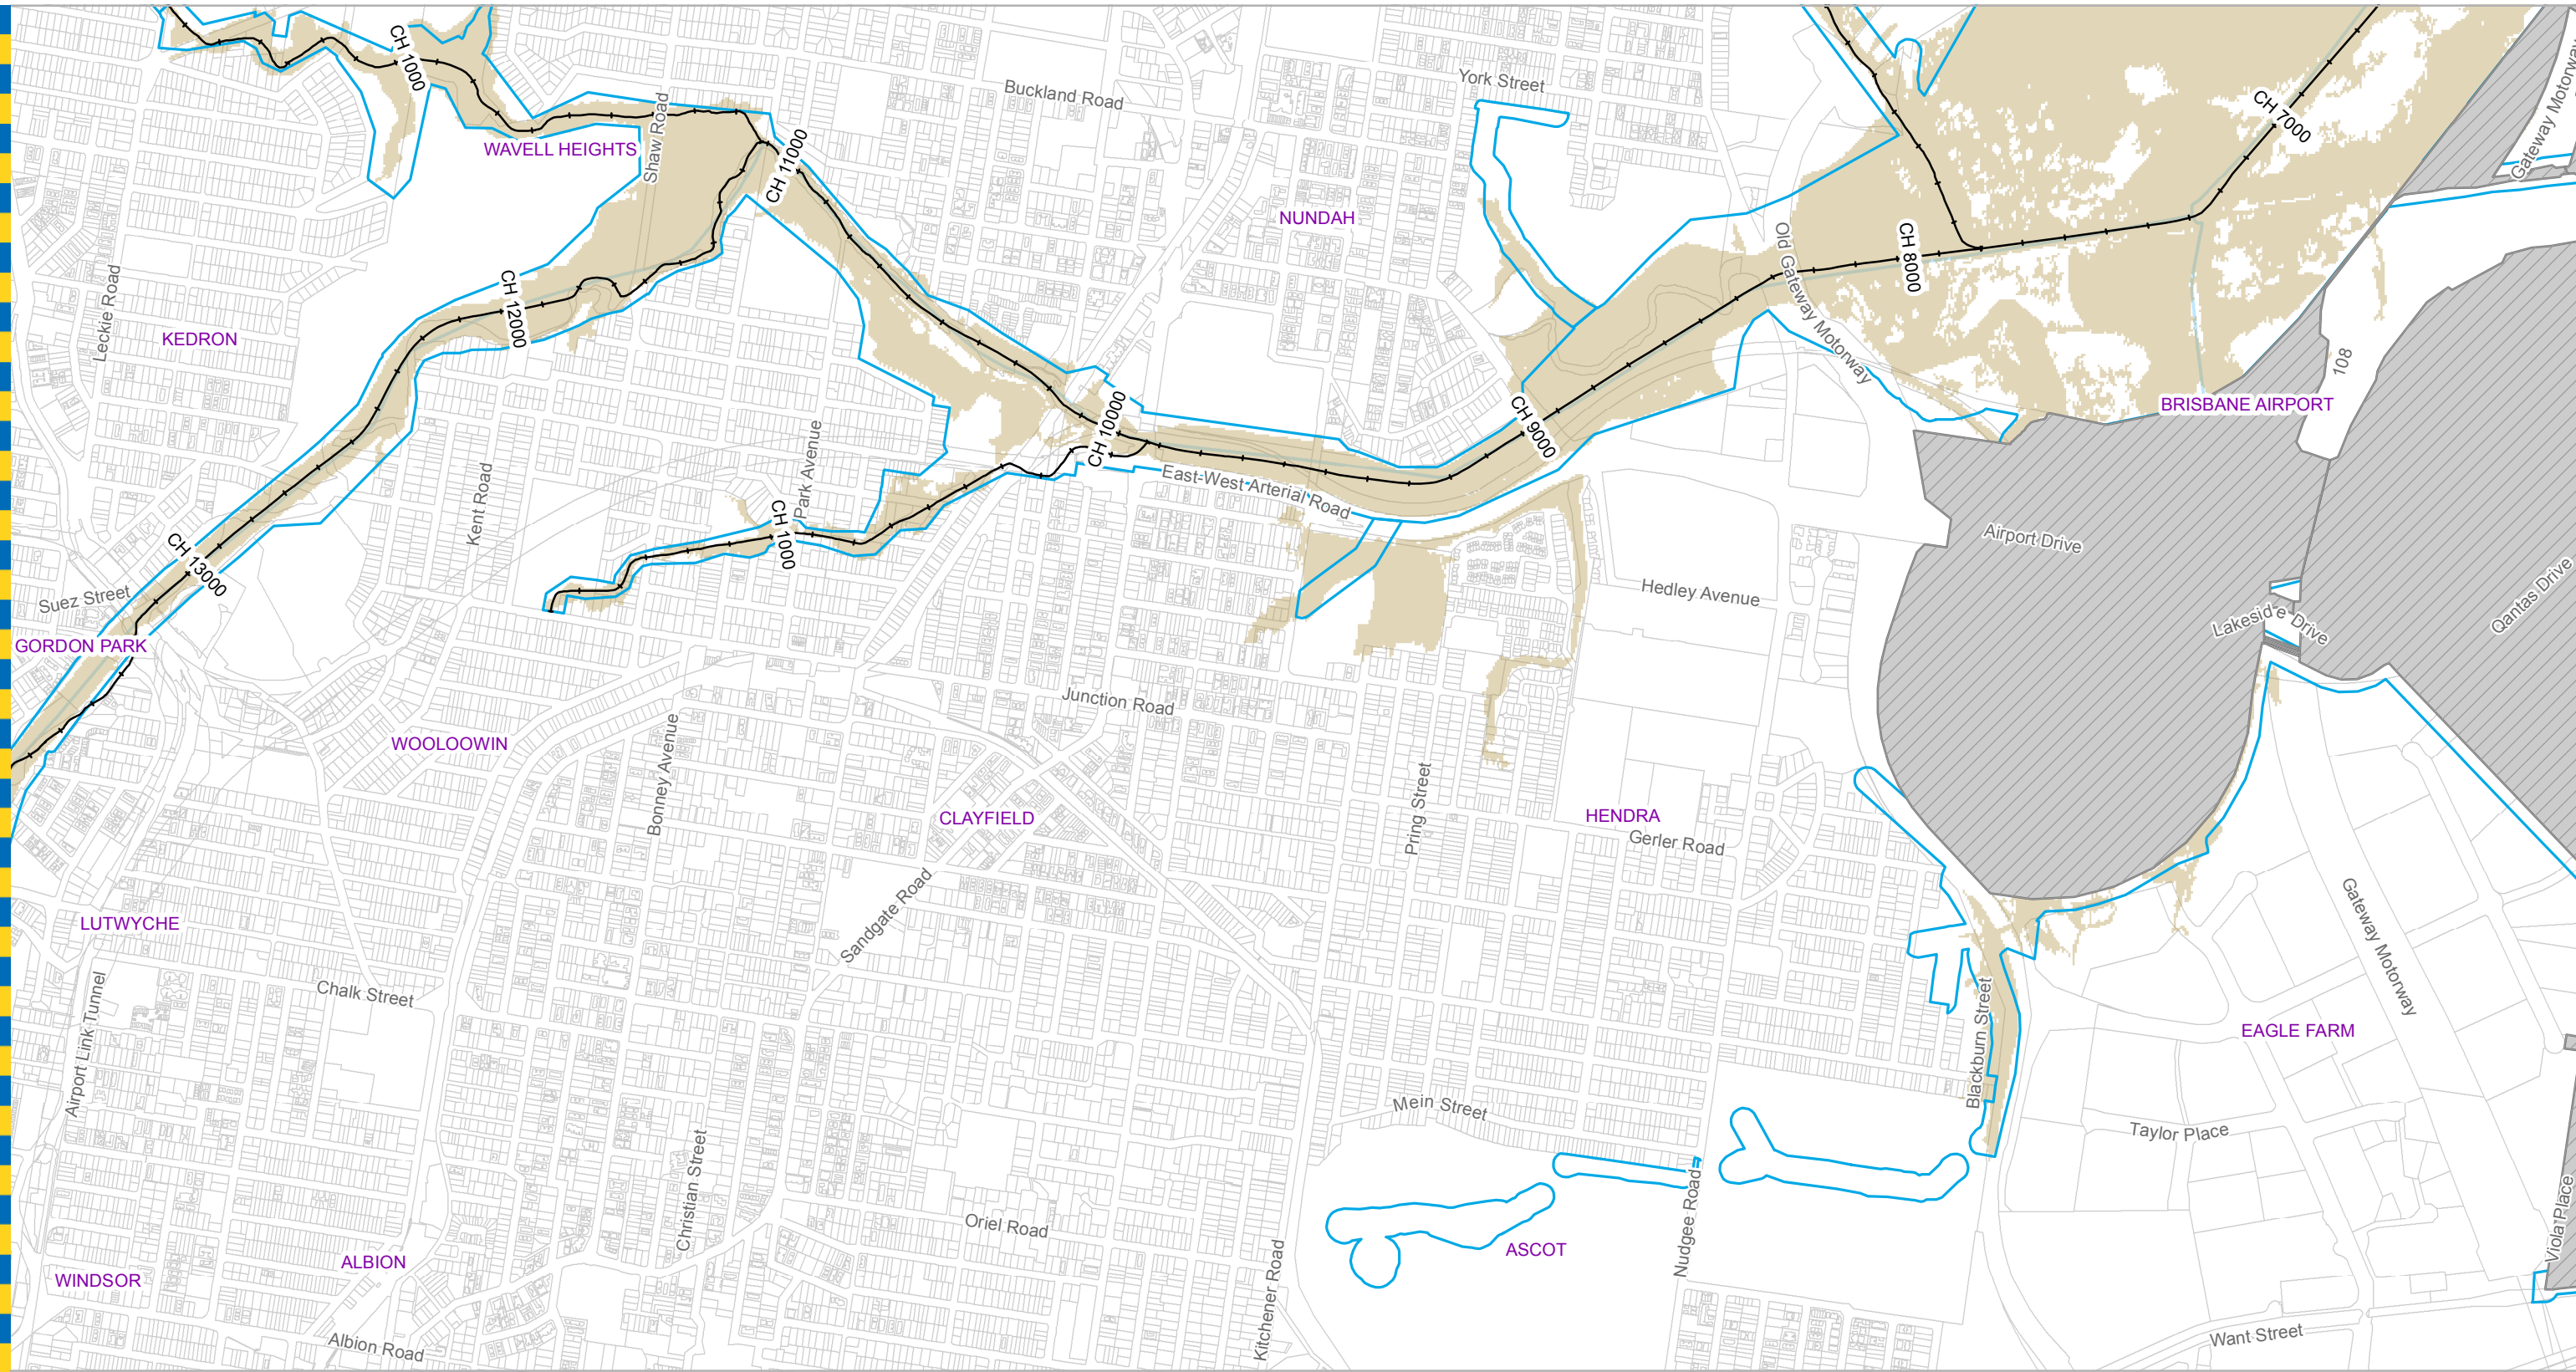 CH 1000
Buckland Road
York Street
CH 7000
Gateway Motorway
Shaw Road
WAVELL HEIGHTS
CH 11000
NUNDAH
Old Gateway Motorway
CH 8000
Leckie Road
CH 12000
KEDRON
108
BRISBANE AIRPORT
CH 10000
CH 9000
Kent Road
Park Avenue
East-West Arterial Road
CH 1000
Airport Drive
CH 13000
Suez Street
Hedley Avenue
Lakeside Drive
Qantas Drive
GORDON PARK
Junction Road
WOOLOOWIN
Bonney Avenue
CLAYFIELD
Pring Street
HENDRA
Gerler Road
LUTWYCHE
Sandgate Road
Gateway Motorway
Chalk Street
Airport Link Tunnel
Blackburn Street
EAGLE FARM
Mein Street
Taylor Place
Christian Street
Oriel Road
Nudgee Road
Viola Place
ASCOT
Kitchener Road
ALBION
WINDSOR
Albion Road
Want Street